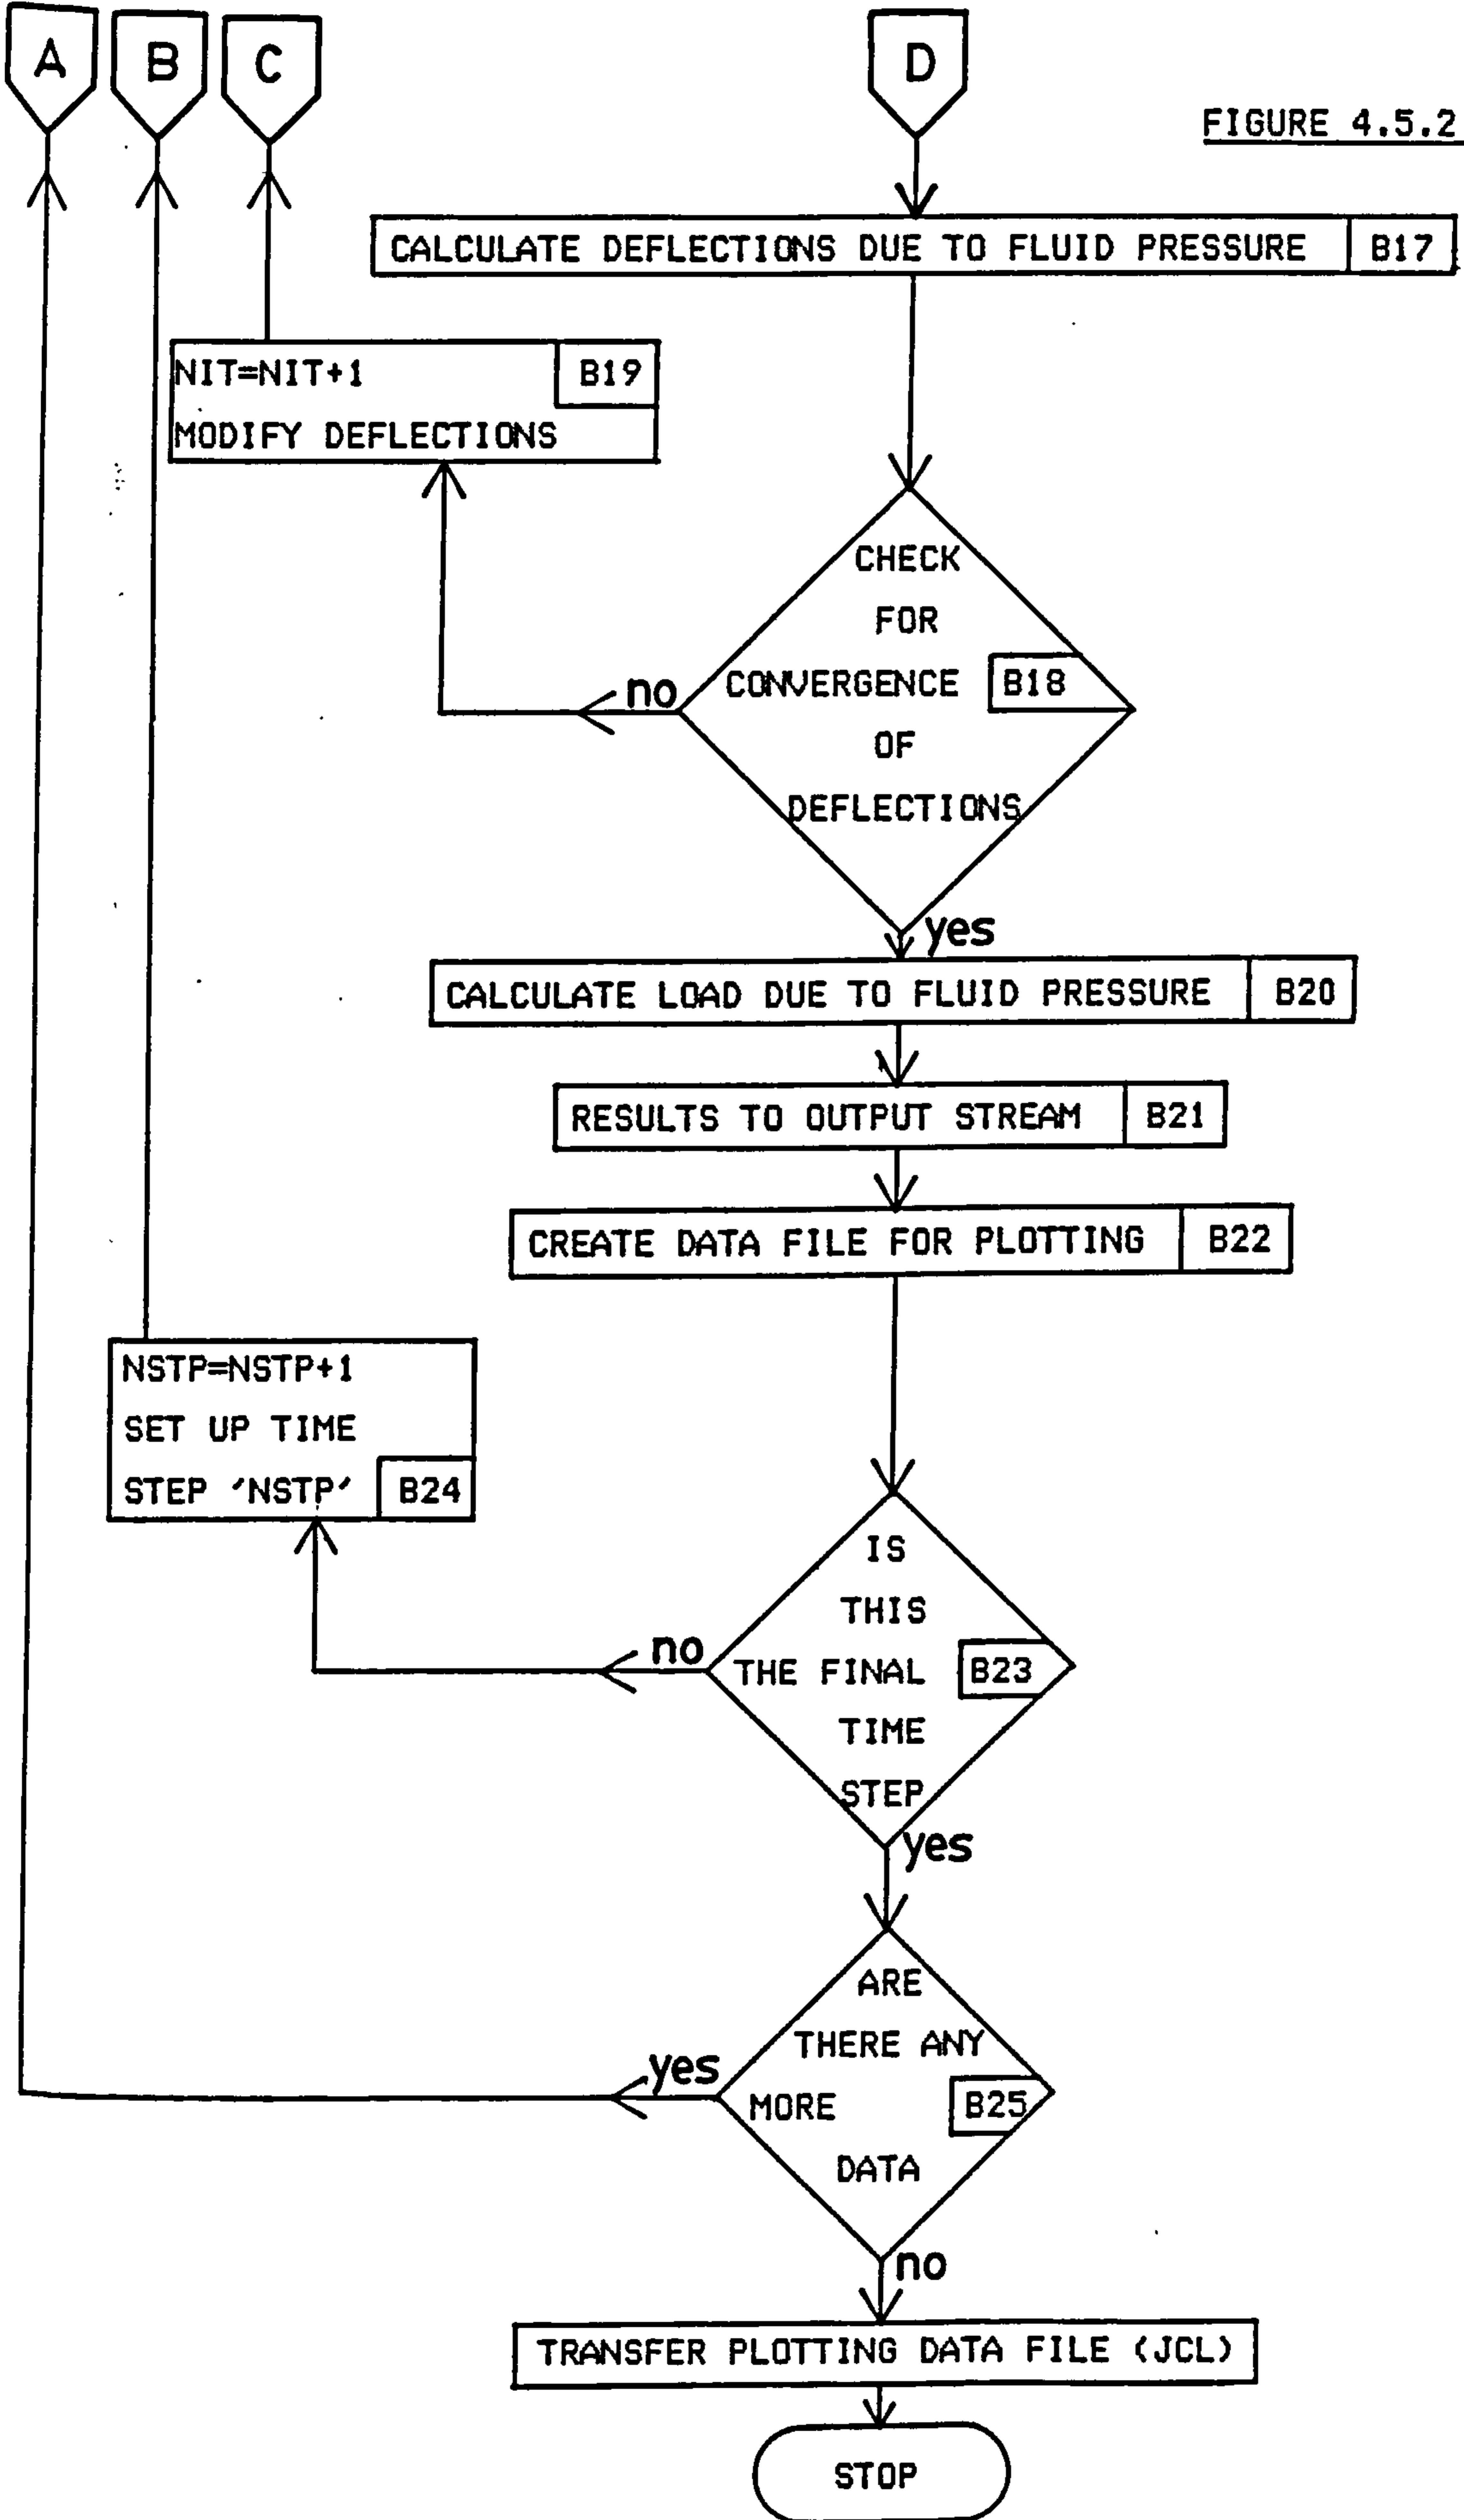 A B C D
FIGURE 4.5.2
CALCULATE DEFLECTIONS DUE TO FLUID PRESSURE B17
NIT=NIT+1 B19
MODIFY DEFLECTIONS
CHECK
FOR
CONVERGENCE B18
no
OF
DEFLECTIONS
yes
CALCULATE LOAD DUE TO FLUID PRESSURE B20
RESULTS TO OUTPUT STREAM B21
CREATE DATA FILE FOR PLOTTING B22
NSTP=NSTP+1
SET UP TIME
STEP 'NSTP' B24
IS
THIS
no
THE FINAL B23
TIME
STEP
yes
ARE
THERE ANY
yes
MORE B25
DATA
no
TRANSFER PLOTTING DATA FILE (JCL)
STOP